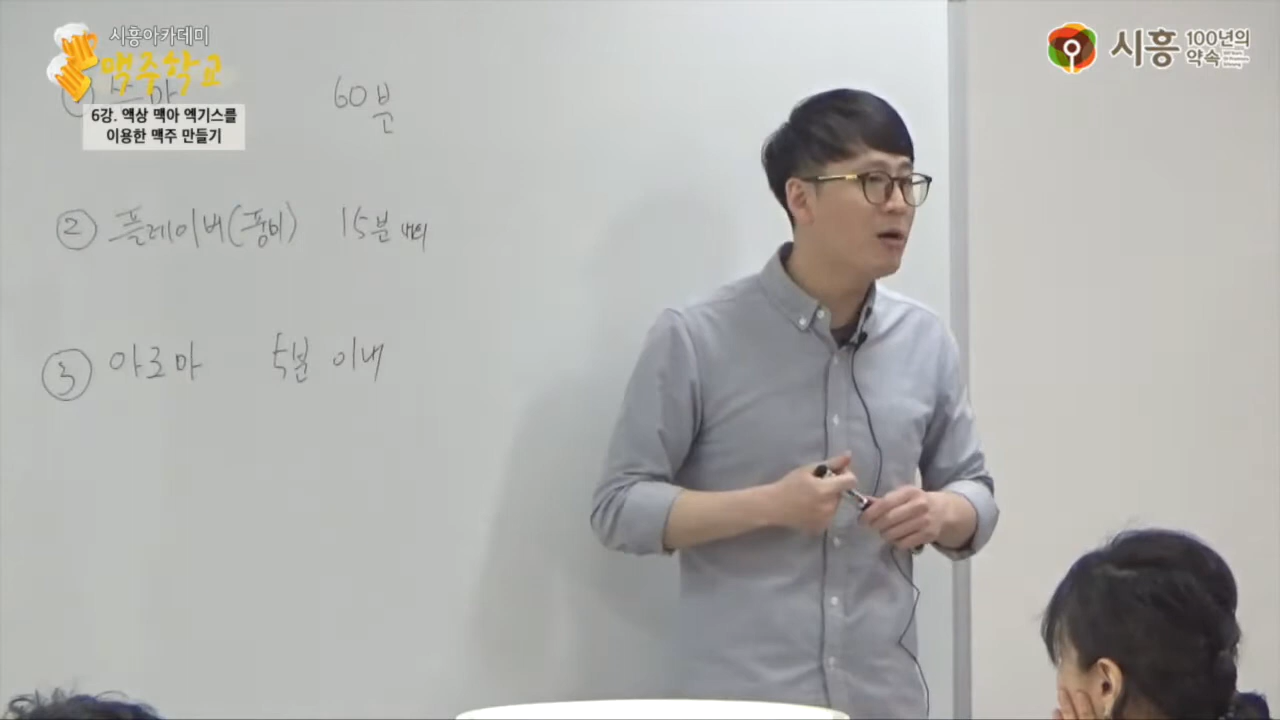 시흥아카데미
맥주학교
6강. 액상 맥아 엑기스를
이용한 맥주 만들기
시흥 100년의
약속
60분
② 플레이버(풍미) 15분 내외
③ 아로마 5분 이내